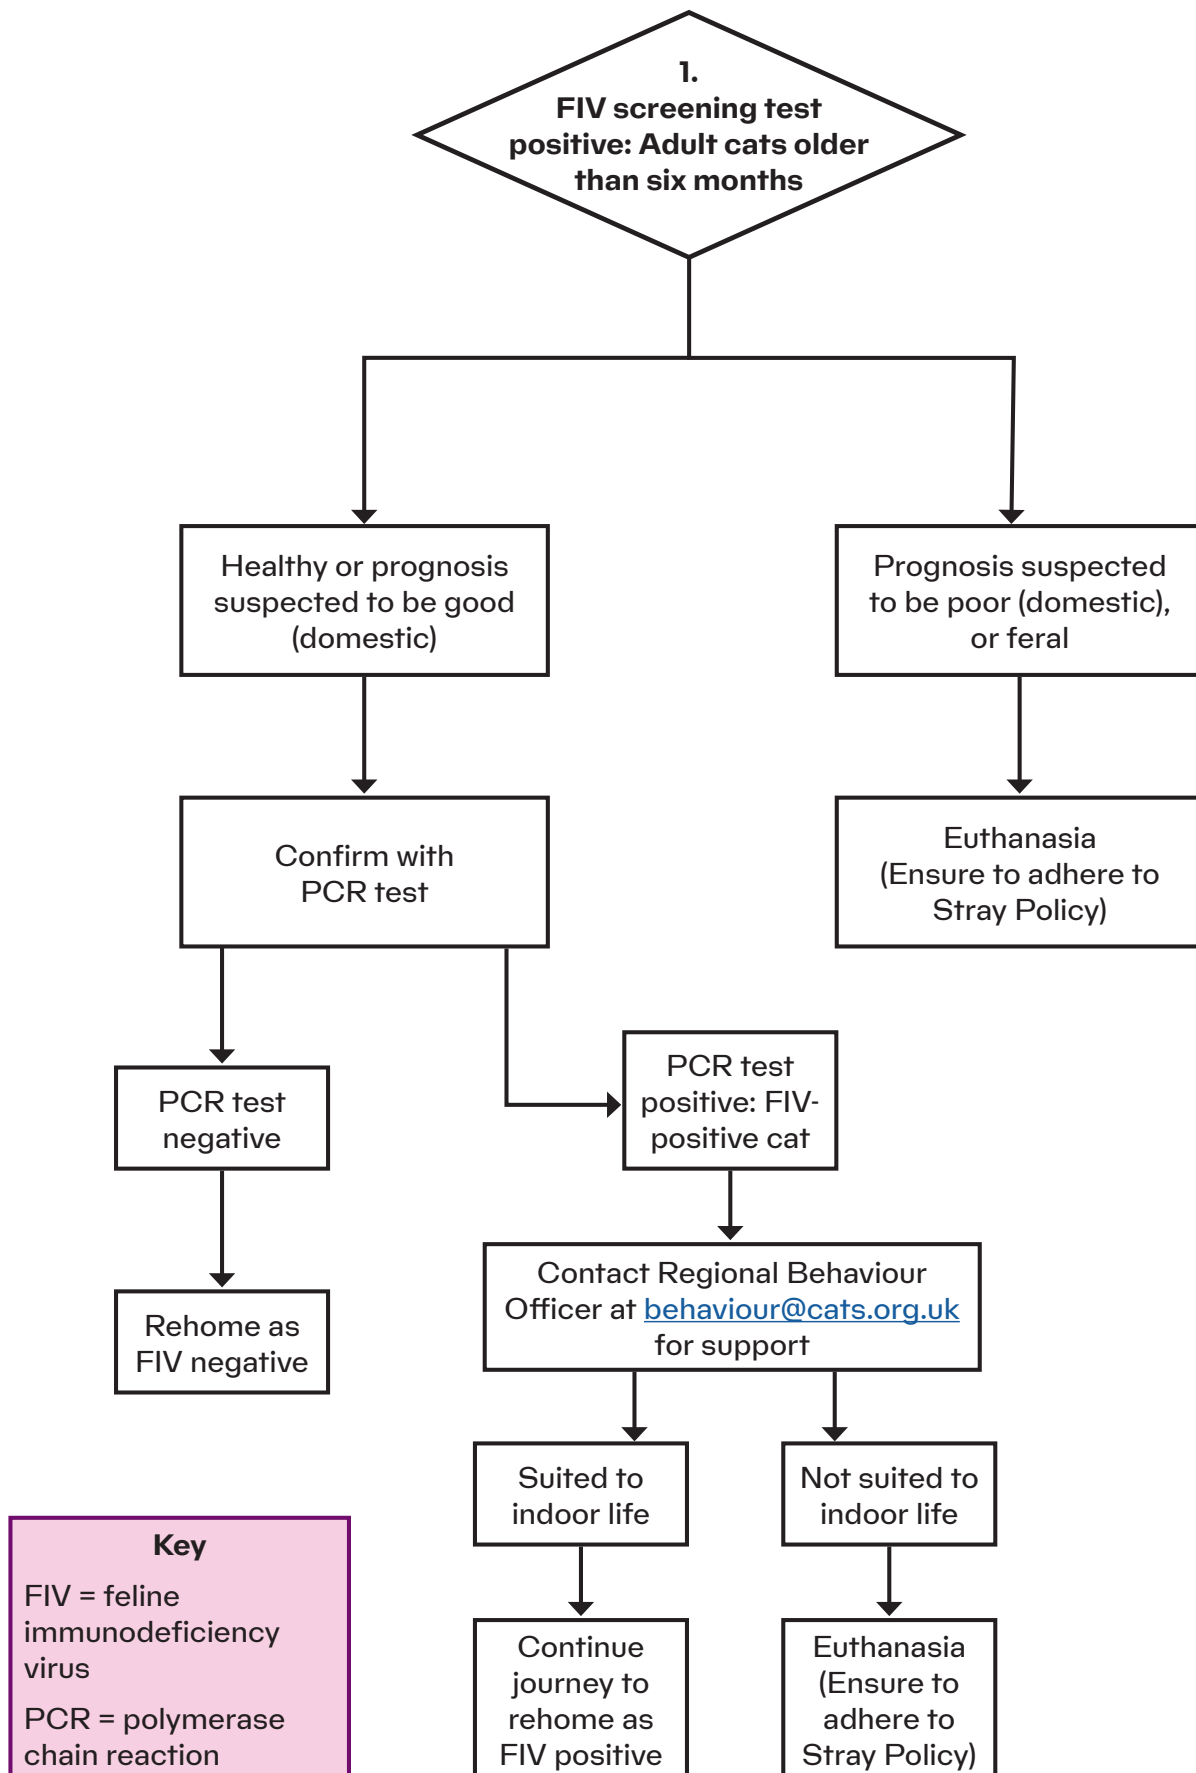 1.
FIV screening test
positive: Adult cats older
than six months
Healthy or prognosis
suspected to be good
(domestic)
Prognosis suspected
to be poor (domestic),
or feral
Confirm with
PCR test
Euthanasia
(Ensure to adhere to
Stray Policy)
PCR test
negative
PCR test
positive: FIV-
positive cat
Rehome as
FIV negative
Contact Regional Behaviour
Officer at behaviour@cats.org.uk
for support
Suited to
indoor life
Not suited to
indoor life
Continue
journey to
rehome as
FIV positive
Euthanasia
(Ensure to
adhere to
Stray Policy)
Key
FIV = feline
immunodeficiency
virus
PCR = polymerase
chain reaction